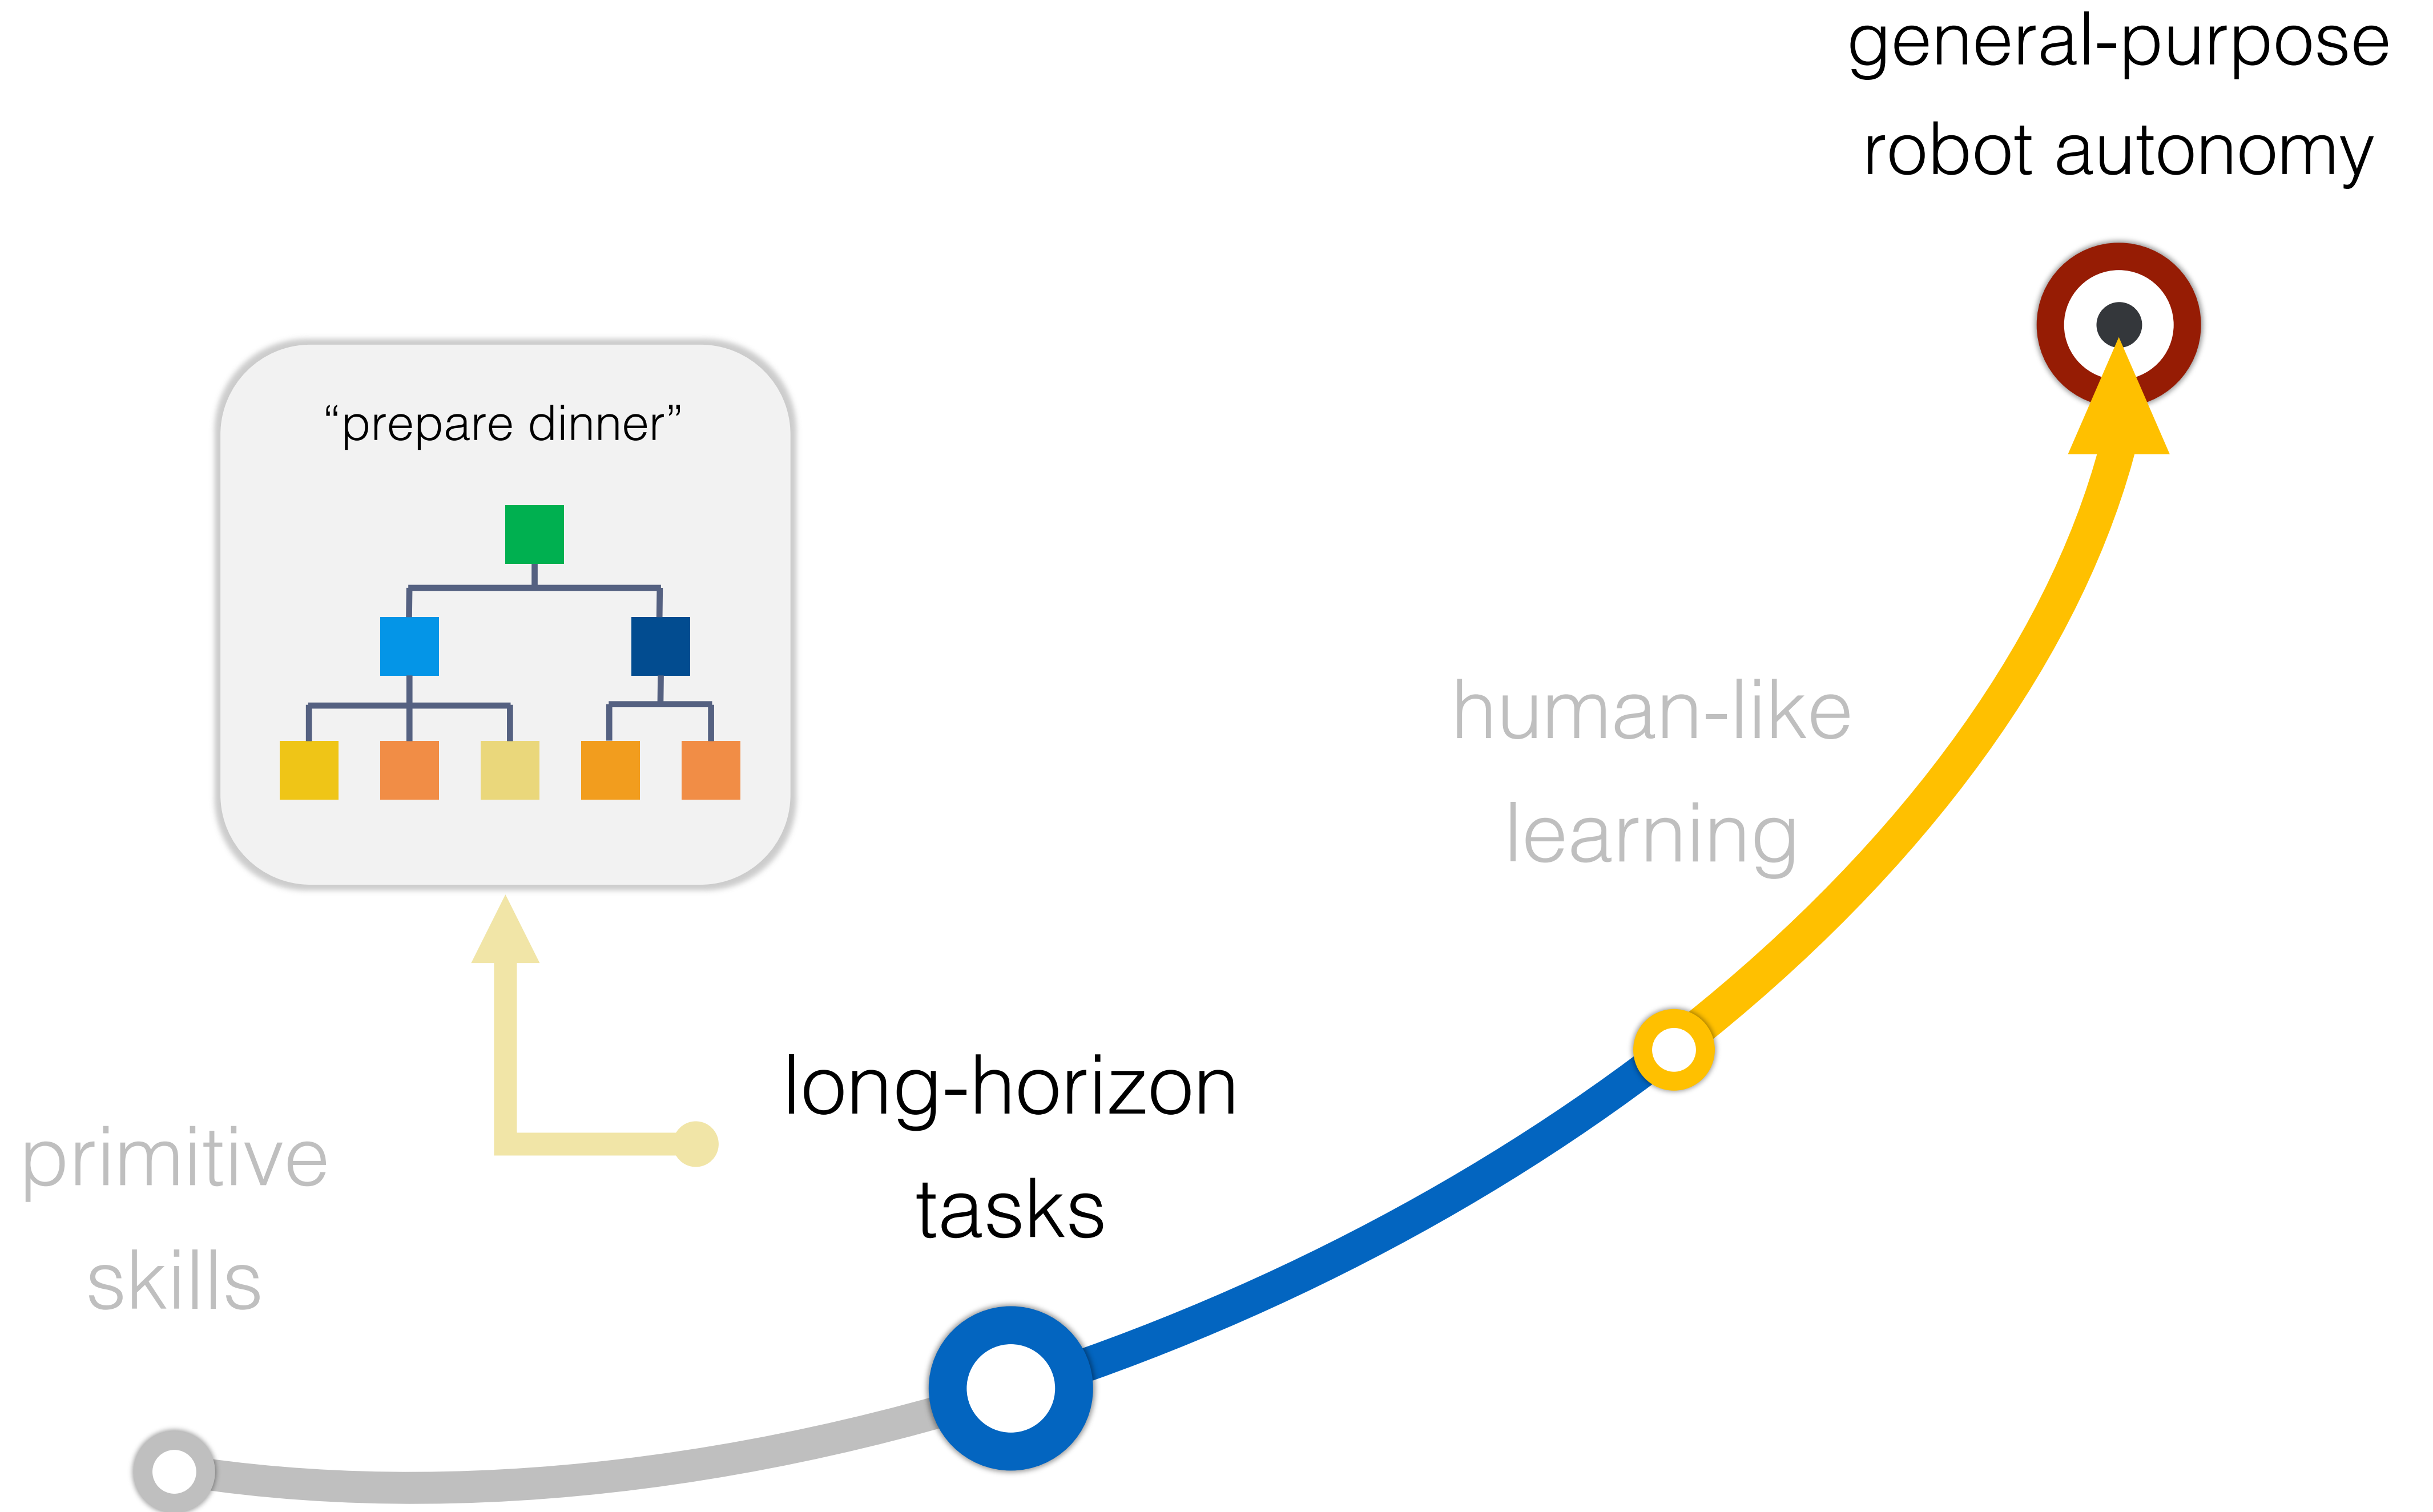 general-purpose
robot autonomy
“prepare dinner”
human-like
learning
long-horizon
tasks
primitive
skills